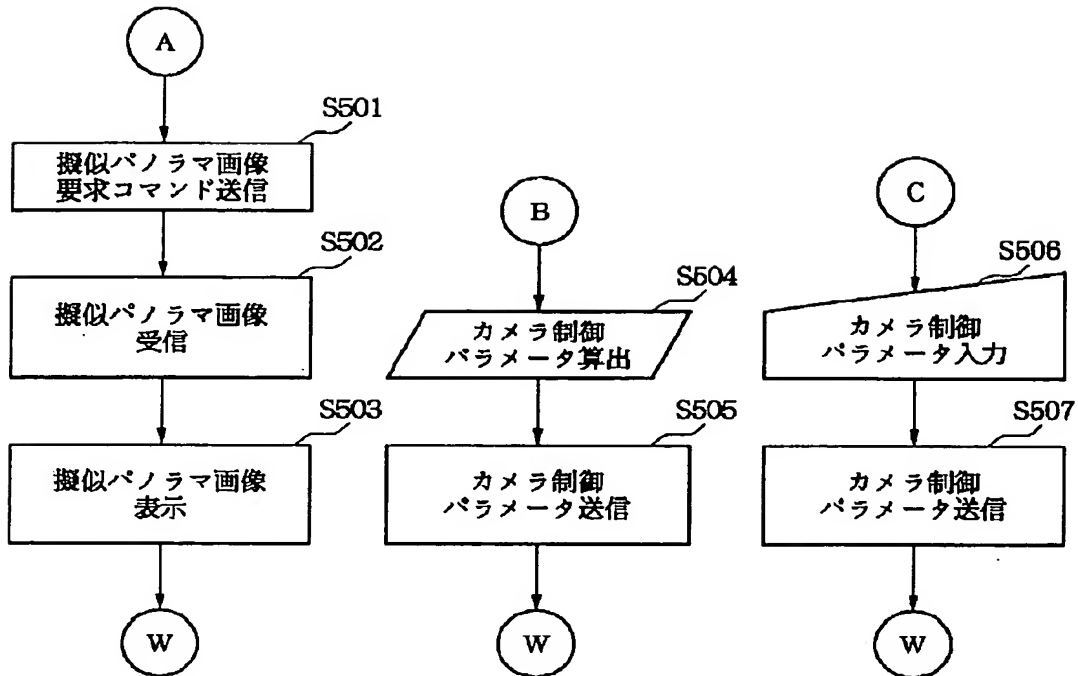 A
S501
擬似パノラマ画像
要求コマンド送信
S502
擬似パノラマ画像
受信
S503
擬似パノラマ画像
表示
W
B
S504
カメラ制御
パラメータ算出
S505
カメラ制御
パラメータ送信
W
C
S506
カメラ制御
パラメータ入力
S507
カメラ制御
パラメータ送信
W